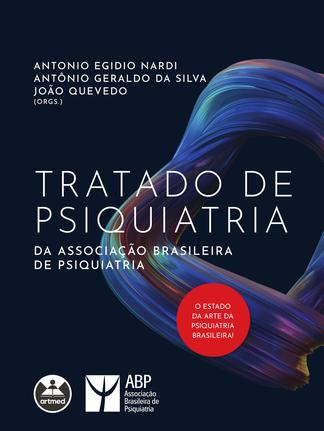 ANTONIO EGIDIO NARDI
ANTÔNIO GERALDO DA SILVA
JOÃO QUEVEDO
(ORGS.)
TRATADO DE
PSIQUIATRIA
DA ASSOCIAÇÃO BRASILEIRA
DE PSIQUIATRIA
O ESTADO
DA ARTE DA
PSIQUIATRIA
BRASILEIRA!
artmed
ABP
Associação
Brasileira de
Psiquiatria